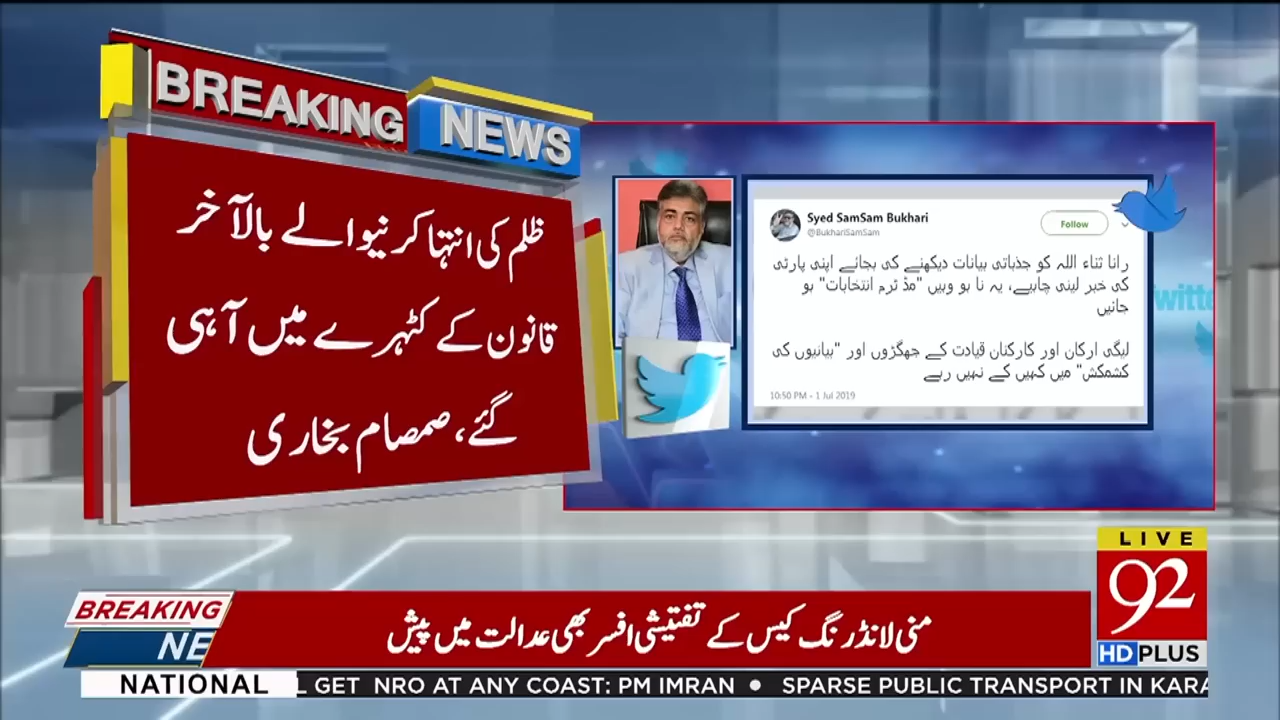 BREAKING NEWS
ظلم کی انتہا کرنیوالے بالآخر
قانون کے کٹہرے میں آ ہی
گئے، صمصام بخاری
Syed SamSam Bukhari
@BukhariSamSam
Follow
رانا ثناء اللہ کو جذباتی بیانات دیکھنے کی بجائے اپنی پارٹی
کی خبر لینی چاہیے، یہ نا ہو وہیں "مڈ ٹرم انتخابات" ہو
جائیں
لیگی ارکان اور کارکنان قیادت کے جھگڑوں اور "بیانیوں کی
کشمکش" میں کہیں کے نہیں رہے
10:50 PM - 1 Jul 2019
LIVE
92
HD PLUS
BREAKING
NE
منی لانڈرنگ کیس کے تفتیشی افسر بھی عدالت میں پیش
NATIONAL
L GET NRO AT ANY COAST: PM IMRAN ● SPARSE PUBLIC TRANSPORT IN KARA